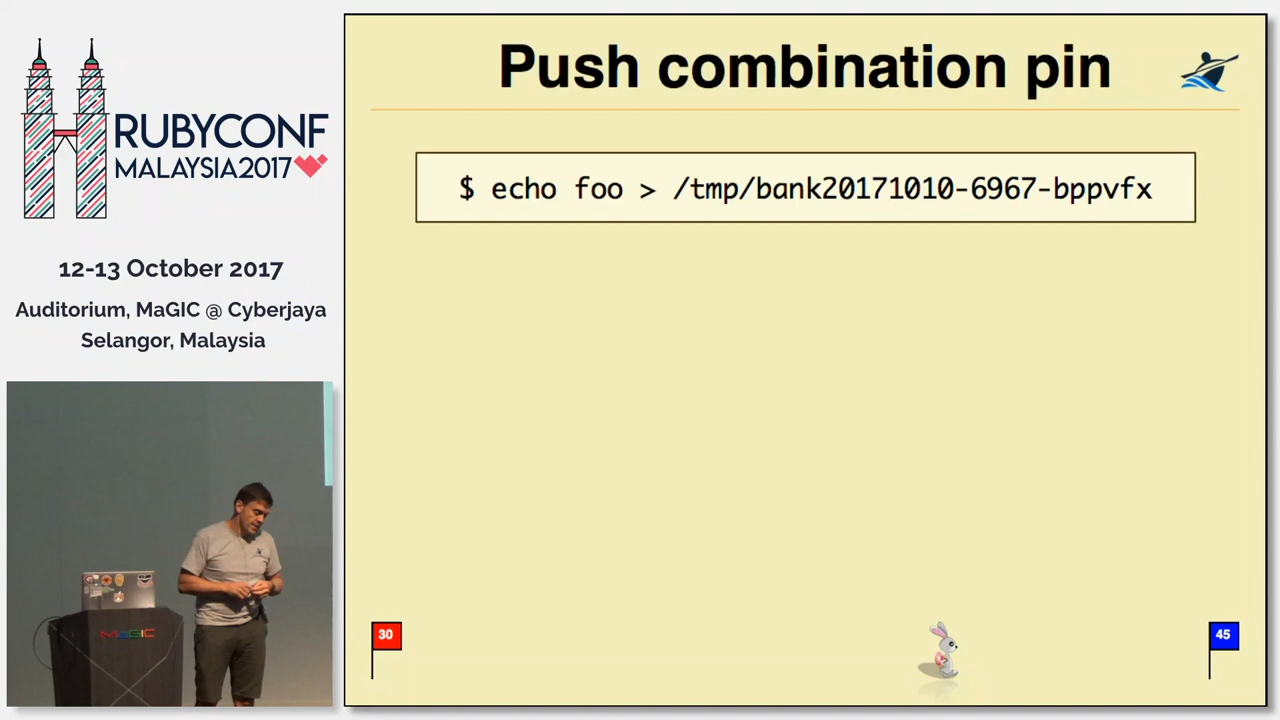 RUBYCONF
MALAYSIA2017
12-13 October 2017
Auditorium, MaGIC @ Cyberjaya
Selangor, Malaysia
MaGIC
Push combination pin
$ echo foo > /tmp/bank20171010-6967-bppvfx
30
45